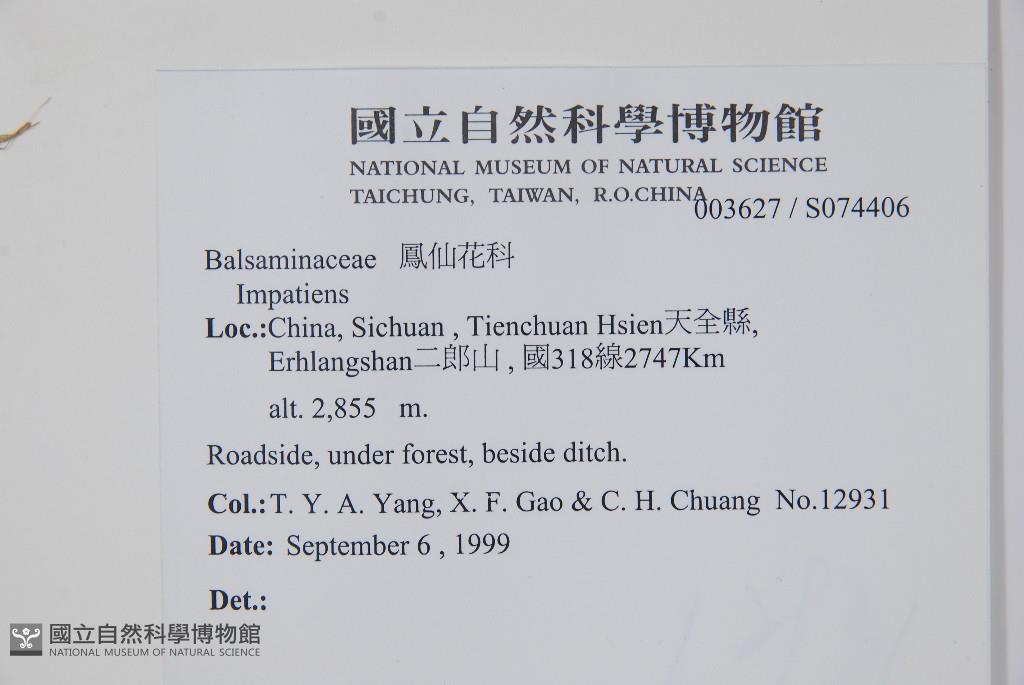 國立自然科學博物館
NATIONAL MUSEUM OF NATURAL SCIENCE
TAICHUNG, TAIWAN, R.O.CHINA
003627 / S074406
Balsaminaceae 鳳仙花科
Impatiens
Loc.:China, Sichuan , Tienchuan Hsien天全縣,
Erhlangshan二郎山 , 國318線2747Km
alt. 2,855 m.
Roadside, under forest, beside ditch.
Col.:T. Y. A. Yang, X. F. Gao & C. H. Chuang No.12931
Date: September 6 , 1999
Det.:
國立自然科學博物館
NATIONAL MUSEUM OF NATURAL SCIENCE